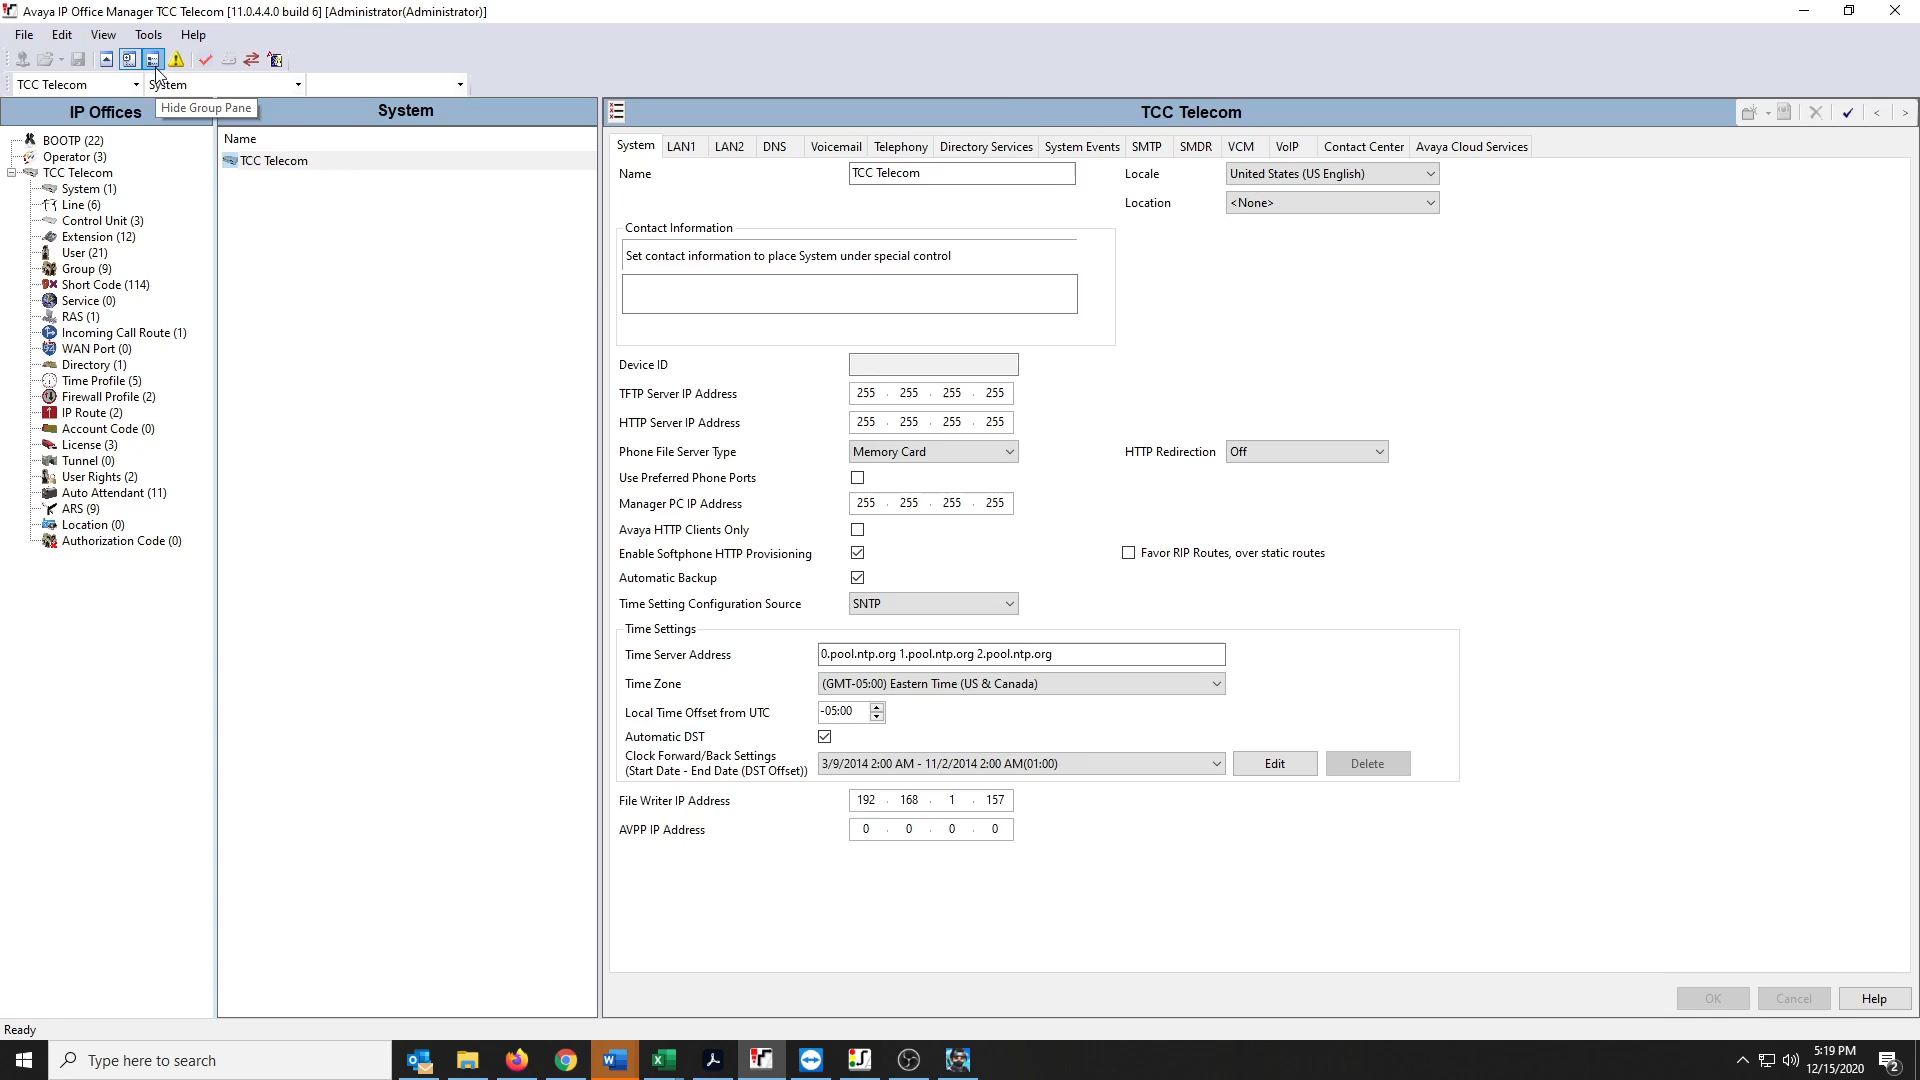 Avaya IP Office Manager TCC Telecom [11.0.4.4.0 build 6] [Administrator(Administrator)]
File Edit View Tools Help
TCC Telecom System
Hide Group Pane
IP Offices
BOOTP (22)
Operator (3)
TCC Telecom
System (1)
Line (6)
Control Unit (3)
Extension (12)
User (21)
Group (9)
Short Code (114)
Service (0)
RAS (1)
Incoming Call Route (1)
WAN Port (0)
Directory (1)
Time Profile (5)
Firewall Profile (2)
IP Route (2)
Account Code (0)
License (3)
Tunnel (0)
User Rights (2)
Auto Attendant (11)
ARS (9)
Location (0)
Authorization Code (0)
System
Name
TCC Telecom
TCC Telecom
System LAN1 LAN2 DNS Voicemail Telephony Directory Services System Events SMTP SMDR VCM VoIP Contact Center Avaya Cloud Services
Name TCC Telecom Locale United States (US English)
Location <None>
Contact Information
Set contact information to place System under special control
Device ID
TFTP Server IP Address 255 . 255 . 255 . 255
HTTP Server IP Address 255 . 255 . 255 . 255
Phone File Server Type Memory Card HTTP Redirection Off
Use Preferred Phone Ports
Manager PC IP Address 255 . 255 . 255 . 255
Avaya HTTP Clients Only
Enable Softphone HTTP Provisioning Favor RIP Routes, over static routes
Automatic Backup
Time Setting Configuration Source SNTP
Time Settings
Time Server Address 0.pool.ntp.org 1.pool.ntp.org 2.pool.ntp.org
Time Zone (GMT-05:00) Eastern Time (US & Canada)
Local Time Offset from UTC -05:00
Automatic DST
Clock Forward/Back Settings
(Start Date - End Date (DST Offset)) 3/9/2014 2:00 AM - 11/2/2014 2:00 AM(01:00) Edit Delete
File Writer IP Address 192 . 168 . 1 . 157
AVPP IP Address 0 . 0 . 0 . 0
OK Cancel Help
Ready
Type here to search
5:19 PM
12/15/2020
2